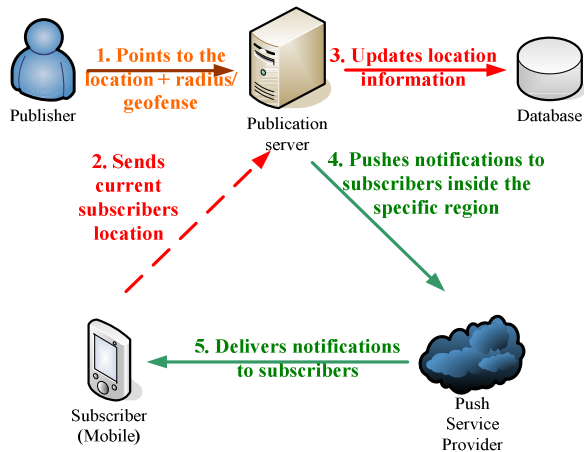 1. Points to the
location + radius/
geofense
Publisher
Publication
server
3. Updates location
information
Database
2. Sends
current
subscribers
location
4. Pushes notifications to
subscribers inside the
specific region
5. Delivers notifications
to subscribers
Subscriber
(Mobile)
Push
Service
Provider